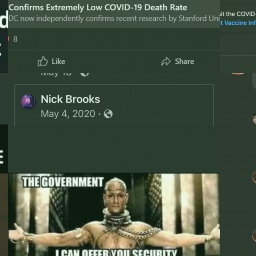 Confirms Extremely Low COVID-19 Death Rate
DC now independently confirms recent research by Stanford Uni
8
Like
Share
it the COVID
t Vaccine Inf
May 18
Nick Brooks
May 4, 2020
THE GOVERNMENT
I CAN OFFER YOU SECURITY